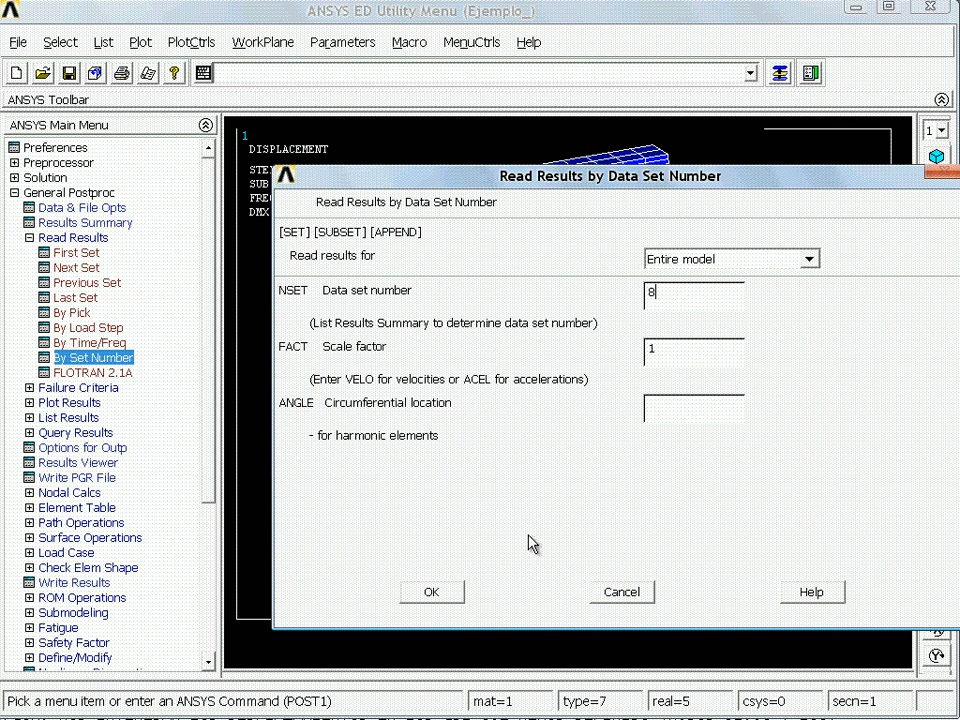 ANSYS ED Utility Menu (Ejemplo_)
File Select List Plot PlotCtrls WorkPlane Parameters Macro MenuCtrls Help
ANSYS Toolbar
ANSYS Main Menu
Preferences
Preprocessor
Solution
General Postproc
Data & File Opts
Results Summary
Read Results
First Set
Next Set
Previous Set
Last Set
By Pick
By Load Step
By Time/Freq
By Set Number
FLOTRAN 2.1A
Failure Criteria
Plot Results
List Results
Query Results
Options for Outp
Results Viewer
Write PGR File
Nodal Calcs
Element Table
Path Operations
Surface Operations
Load Case
Check Elem Shape
Write Results
ROM Operations
Submodeling
Fatigue
Safety Factor
Define/Modify
1
DISPLACEMENT
STE
SUB
FRE
DMX
1
Read Results by Data Set Number
Read Results by Data Set Number
[SET] [SUBSET] [APPEND]
Read results for Entire model
NSET Data set number 8
(List Results Summary to determine data set number)
FACT Scale factor 1
(Enter VELO for velocities or ACEL for accelerations)
ANGLE Circumferential location
- for harmonic elements
OK Cancel Help
Pick a menu item or enter an ANSYS Command (POST1) mat=1 type=7 real=5 csys=0 secn=1